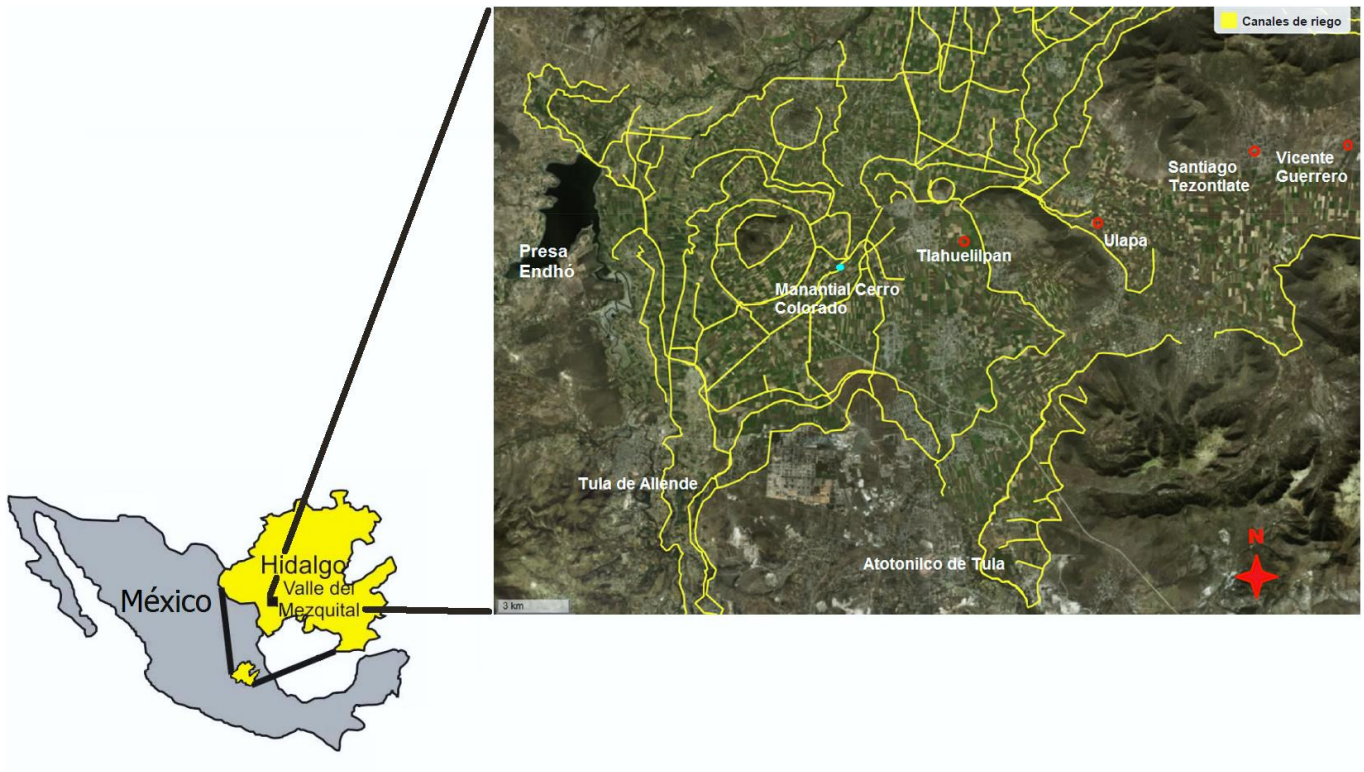 Canales de riego
Santiago
Tezontlate
Vicente
Guerrero
Ulapa
Tlahuelilpan
Presa
Endhó
Manantial Cerro
Colorado
Tula de Allende
Atotonilco de Tula
N
3 km
Hidalgo
Valle del
Mezquital
México